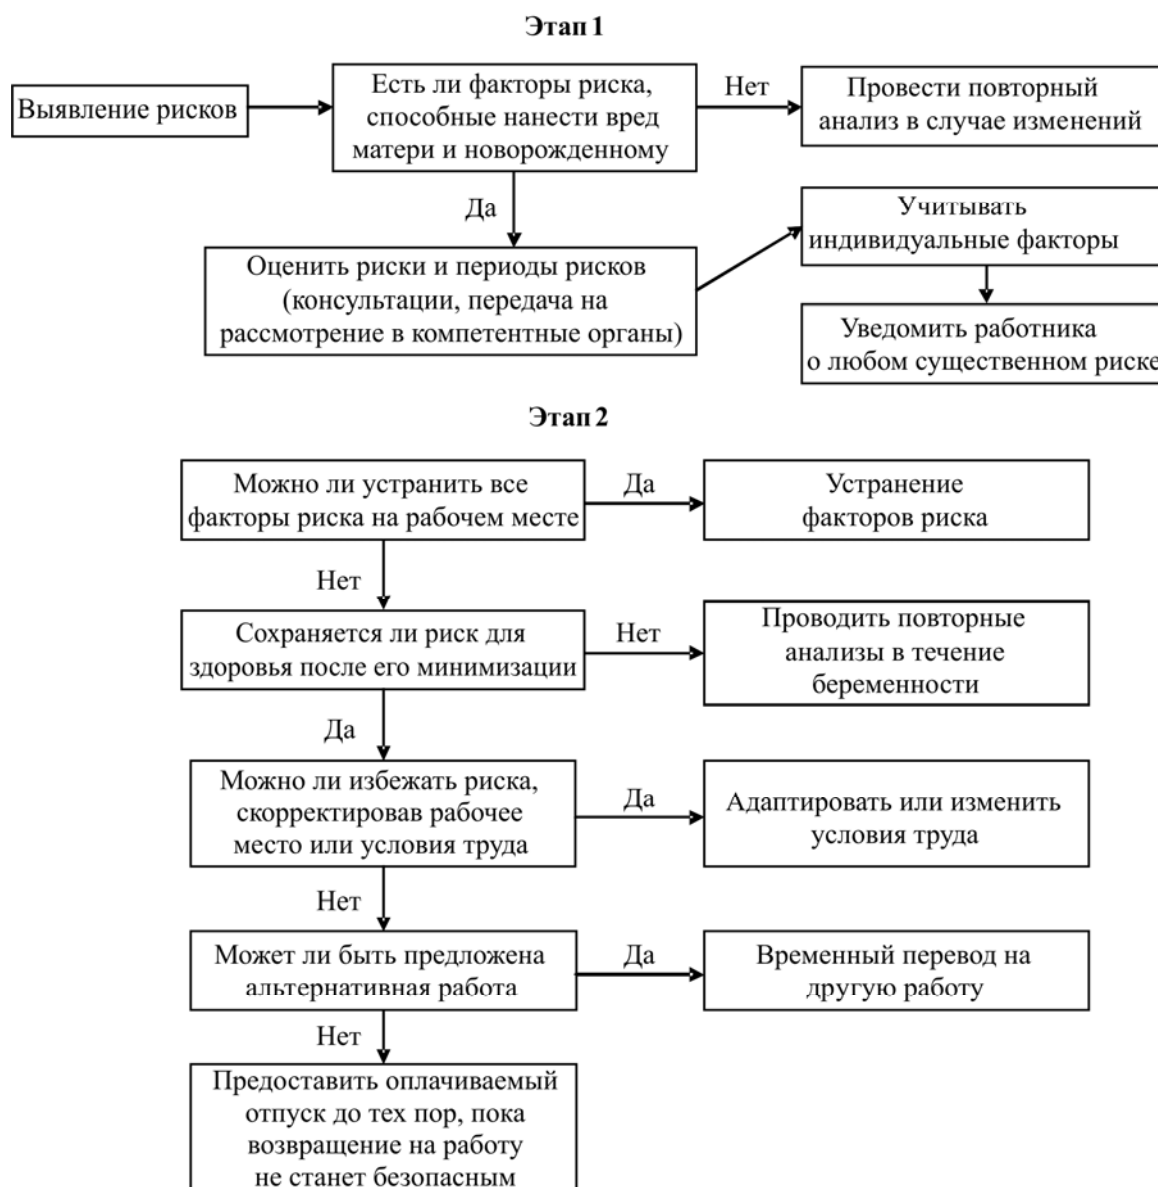 Этап 1
Выявление рисков
Есть ли факторы риска,
способные нанести вред
матери и новорожденному
Нет
Провести повторный
анализ в случае изменений
Да
Оценить риски и периоды рисков
(консультации, передача на
рассмотрение в компетентные органы)
Учитывать
индивидуальные факторы
Уведомить работника
о любом существенном риске
Этап 2
Можно ли устранить все
факторы риска на рабочем месте
Да
Устранение
факторов риска
Нет
Сохраняется ли риск для
здоровья после его минимизации
Нет
Проводить повторные
анализы в течение
беременности
Да
Можно ли избежать риска,
скорректировав рабочее
место или условия труда
Да
Адаптировать или изменить
условия труда
Нет
Может ли быть предложена
альтернативная работа
Да
Временный перевод на
другую работу
Нет
Предоставить оплачиваемый
отпуск до тех пор, пока
возвращение на работу
не станет безопасным